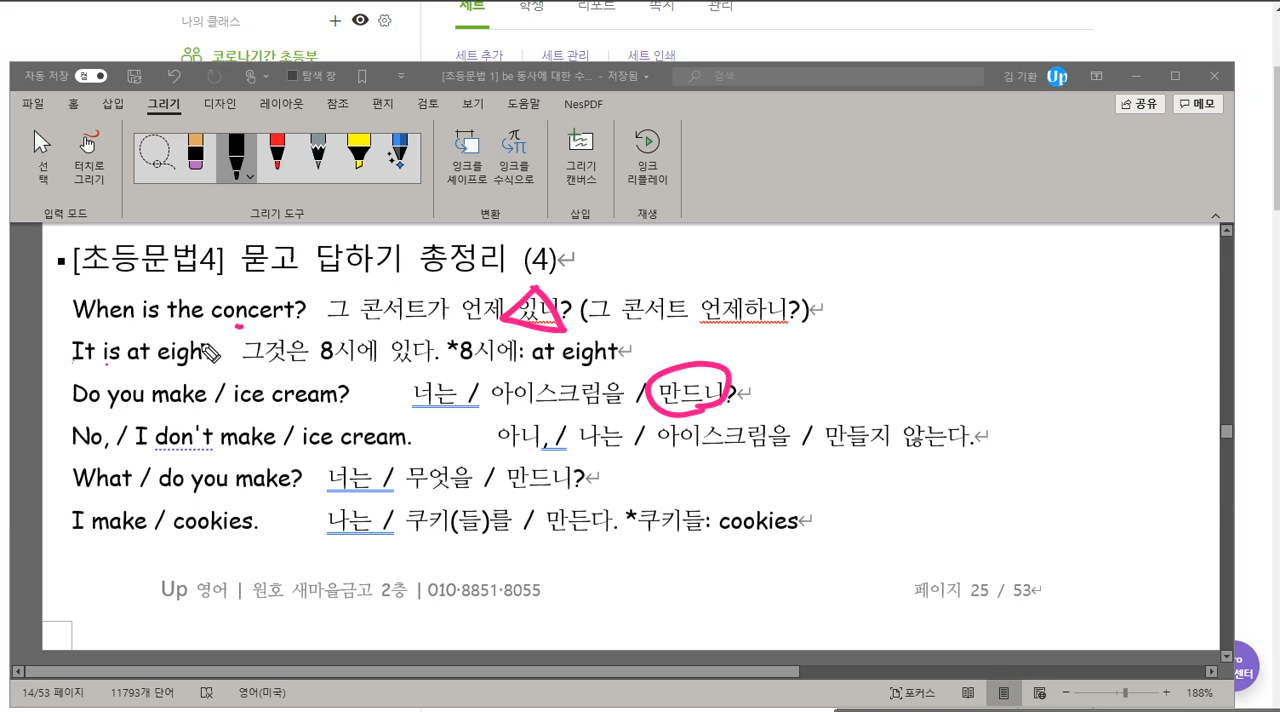 세트 학생 리포트 쪽지 관리
나의 클래스
코로나기간 초등부
세트 추가 | 세트 관리 | 세트 인쇄
자동 저장 켬 탐색 창 [초등문법 1] be 동사에 대한 수... - 저장됨 검색 김 기환 Up
파일 홈 삽입 그리기 디자인 레이아웃 참조 편지 검토 보기 도움말 NesPDF 공유 메모
선택
터치로 그리기
잉크를 셰이프로
잉크를 수식으로
그리기 캔버스
잉크 리플레이
입력 모드 그리기 도구 변환 삽입 재생
[초등문법4] 묻고 답하기 총정리 (4)
When is the concert? 그 콘서트가 언제 있니? (그 콘서트 언제하니?)
It is at eigh 그것은 8시에 있다. *8시에: at eight
Do you make / ice cream? 너는 / 아이스크림을 / 만드니?
No, / I don't make / ice cream. 아니, / 나는 / 아이스크림을 / 만들지 않는다.
What / do you make? 너는 / 무엇을 / 만드니?
I make / cookies. 나는 / 쿠키(들)를 / 만든다. *쿠키들: cookies
Up 영어 | 원호 새마을금고 2층 | 010·8851·8055 페이지 25 / 53
센터
14/53 페이지 11793개 단어 영어(미국) 포커스 188%